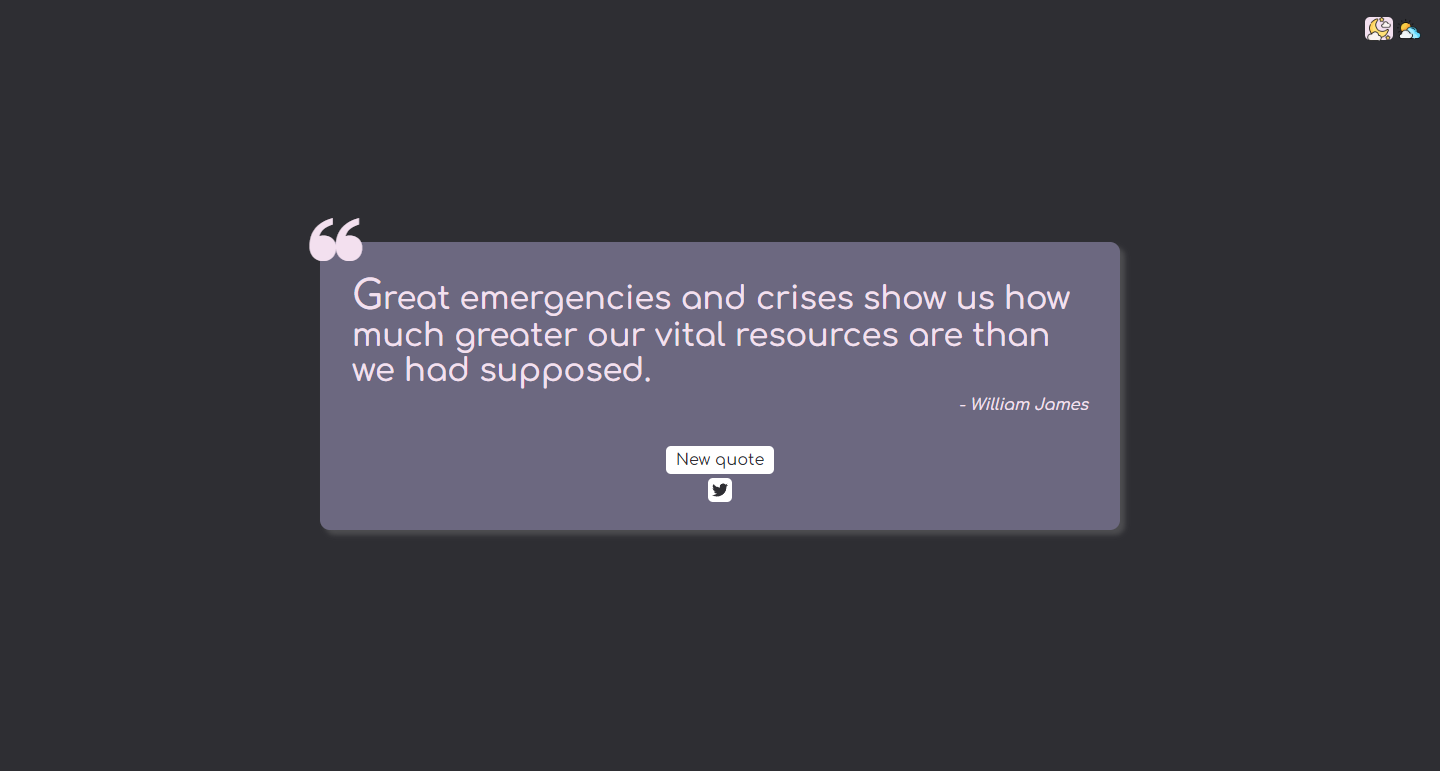 Great emergencies and crises show us how
much greater our vital resources are than
we had supposed.
- William James
New quote